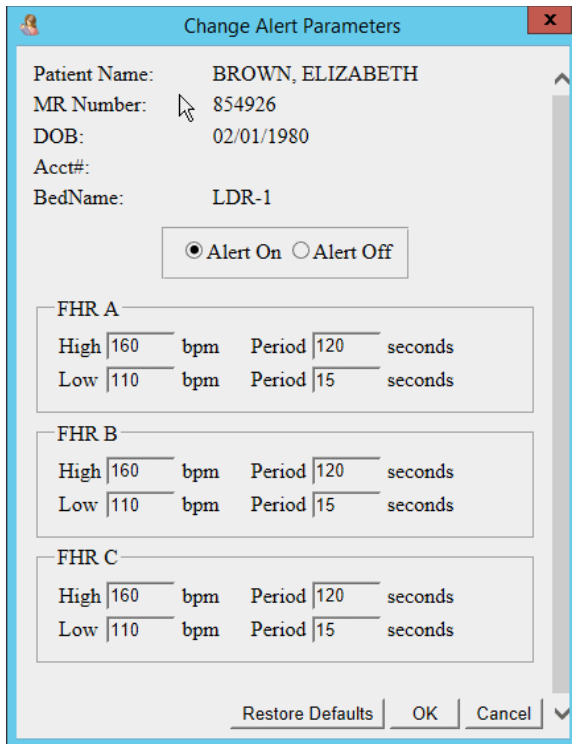 Change Alert Parameters x
Patient Name: BROWN, ELIZABETH
MR Number: 854926
DOB: 02/01/1980
Acct#:
BedName: LDR-1
Alert On Alert Off
FHR A
High 160 bpm Period 120 seconds
Low 110 bpm Period 15 seconds
FHR B
High 160 bpm Period 120 seconds
Low 110 bpm Period 15 seconds
FHR C
High 160 bpm Period 120 seconds
Low 110 bpm Period 15 seconds
Restore Defaults OK Cancel